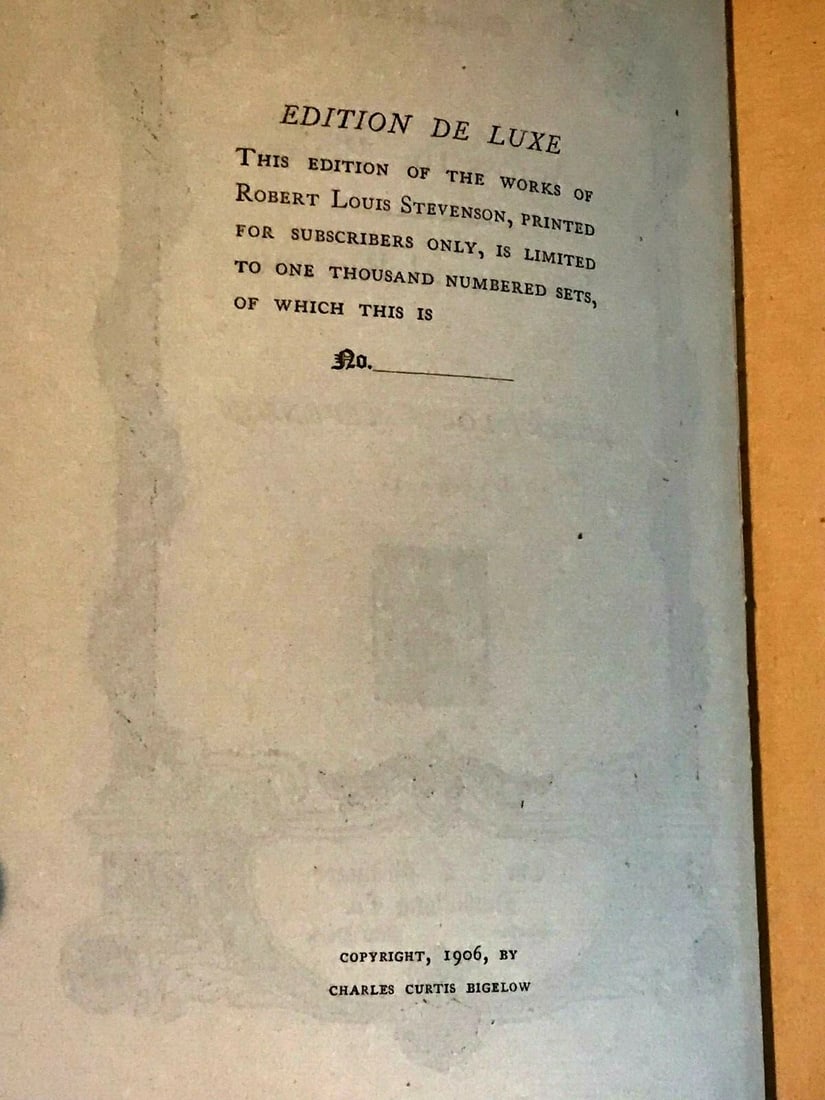 EDITION DE LUXE
THIS EDITION OF THE WORKS OF
ROBERT LOUIS STEVENSON, PRINTED
FOR SUBSCRIBERS ONLY, IS LIMITED
TO ONE THOUSAND NUMBERED SETS,
OF WHICH THIS IS
No.
COPYRIGHT, 1906, BY
CHARLES CURTIS BIGELOW